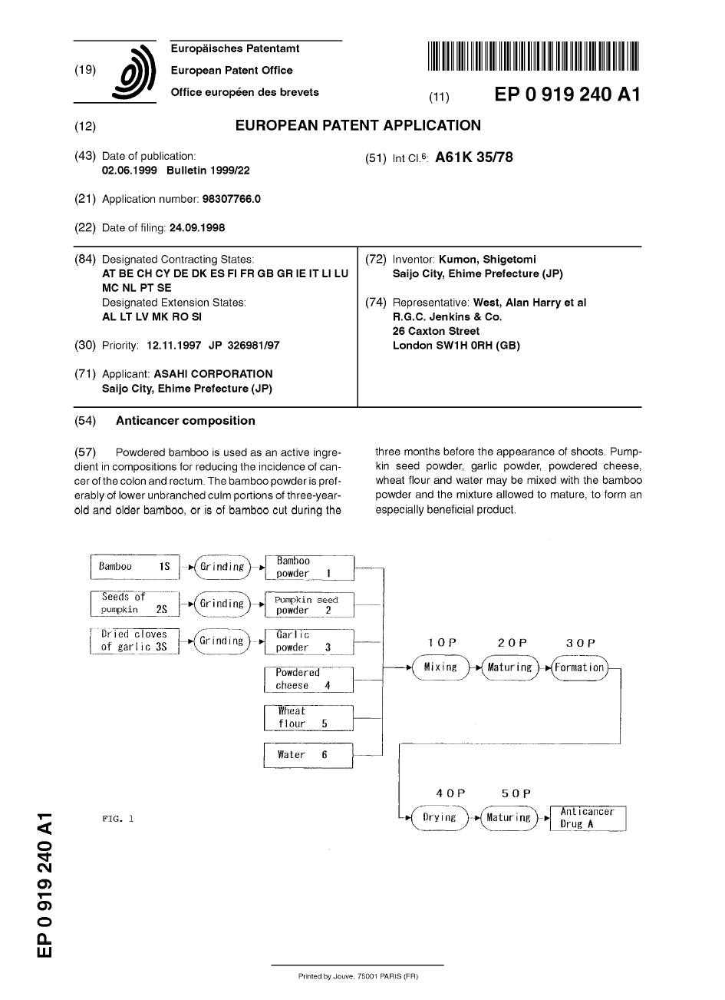 (19)
Europäisches Patentamt
European Patent Office
Office européen des brevets
(11) EP 0 919 240 A1
(12) EUROPEAN PATENT APPLICATION
(43) Date of publication:
02.06.1999 Bulletin 1999/22
(51) Int Cl.6: A61K 35/78
(21) Application number: 98307766.0
(22) Date of filing: 24.09.1998
(84) Designated Contracting States:
AT BE CH CY DE DK ES FI FR GB GR IE IT LI LU
MC NL PT SE
Designated Extension States:
AL LT LV MK RO SI
(30) Priority: 12.11.1997 JP 326981/97
(71) Applicant: ASAHI CORPORATION
Saijo City, Ehime Prefecture (JP)
(72) Inventor: Kumon, Shigetomi
Saijo City, Ehime Prefecture (JP)
(74) Representative: West, Alan Harry et al
R.G.C. Jenkins & Co.
26 Caxton Street
London SW1H 0RH (GB)
(54) Anticancer composition
(57) Powdered bamboo is used as an active ingre-
dient in compositions for reducing the incidence of can-
cer of the colon and rectum. The bamboo powder is pref-
erably of lower unbranched culm portions of three-year-
old and older bamboo, or is of bamboo cut during the
three months before the appearance of shoots. Pump-
kin seed powder, garlic powder, powdered cheese,
wheat flour and water may be mixed with the bamboo
powder and the mixture allowed to mature, to form an
especially beneficial product.
Bamboo 1S
Grinding
Bamboo
powder 1
Seeds of
pumpkin 2S
Grinding
Pumpkin seed
powder 2
Dried cloves
of garlic 3S
Grinding
Garlic
powder 3
Powdered
cheese 4
Wheat
flour 5
Water 6
10P 20P 30P
Mixing Maturing Formation
40P 50P
Drying Maturing
Anticancer
Drug A
FIG. 1
EP 0 919 240 A1
Printed by Jouve, 75001 PARIS (FR)